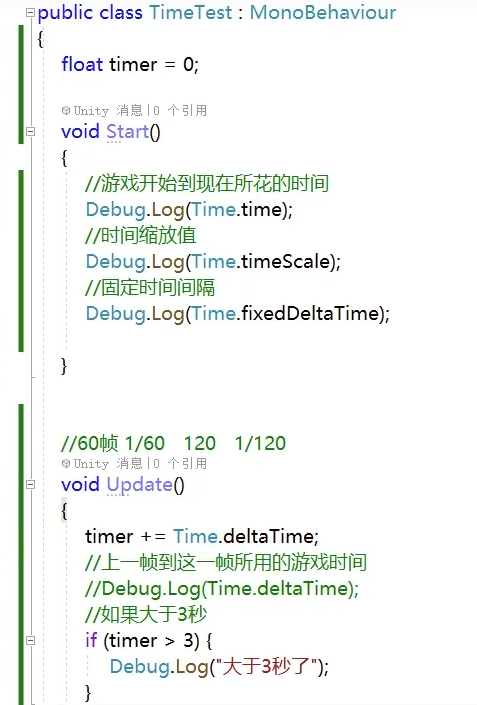 public class TimeTest : MonoBehaviour
{
float timer = 0;
Unity 消息|0 个引用
void Start()
{
//游戏开始到现在所花的时间
Debug.Log(Time.time);
//时间缩放值
Debug.Log(Time.timeScale);
//固定时间间隔
Debug.Log(Time.fixedDeltaTime);
}
//60帧 1/60 120 1/120
Unity 消息|0 个引用
void Update()
{
timer += Time.deltaTime;
//上一帧到这一帧所用的游戏时间
//Debug.Log(Time.deltaTime);
//如果大于3秒
if (timer > 3) {
Debug.Log("大于3秒了");
}